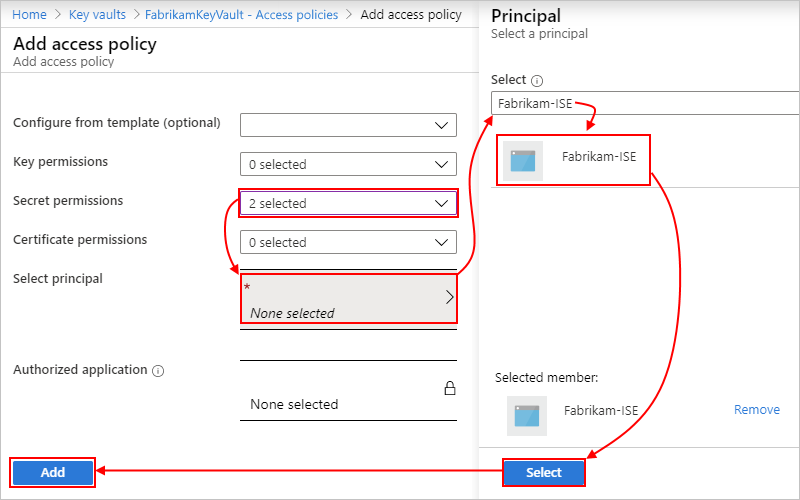 Home > Key vaults > FabrikamKeyVault - Access policies > Add access policy
Add access policy
Add access policy
Configure from template (optional)
Key permissions
0 selected
Secret permissions
2 selected
Certificate permissions
0 selected
Select principal
*
None selected
Authorized application
None selected
Add
Principal
Select a principal
Select
Fabrikam-ISE
Fabrikam-ISE
Selected member:
Fabrikam-ISE
Remove
Select